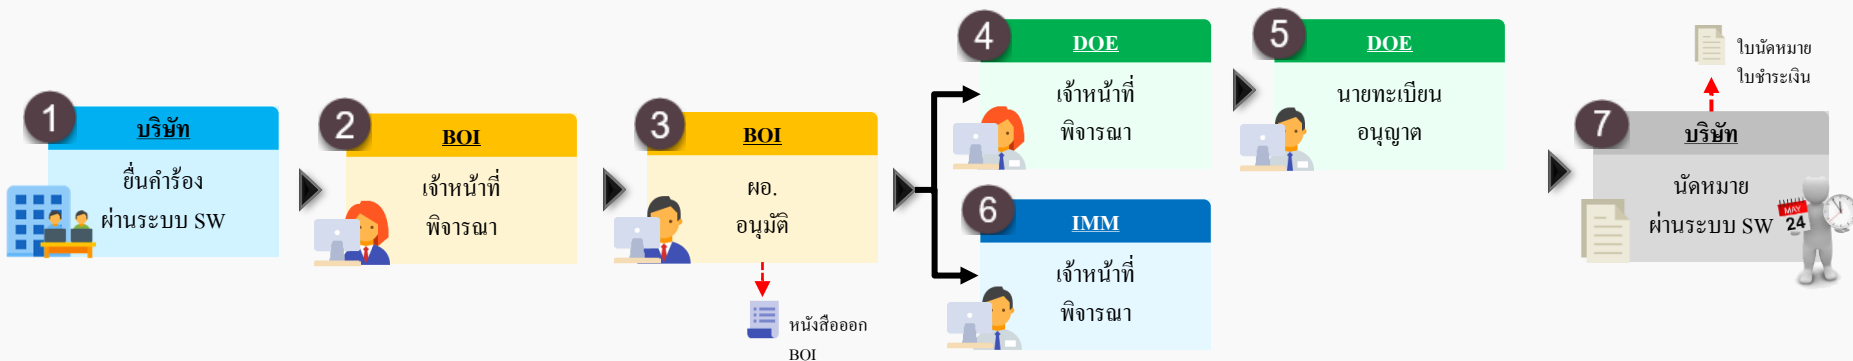 1
บริษัท
ยื่นคำร้อง
ผ่านระบบ SW
2
BOI
เจ้าหน้าที่
พิจารณา
3
BOI
ผอ.
อนุมัติ
หนังสือออก
BOI
4
DOE
เจ้าหน้าที่
พิจารณา
5
DOE
นายทะเบียน
อนุญาต
6
IMM
เจ้าหน้าที่
พิจารณา
7
บริษัท
นัดหมาย
ผ่านระบบ SW
MAY
24
ใบนัดหมาย
ใบชำระเงิน